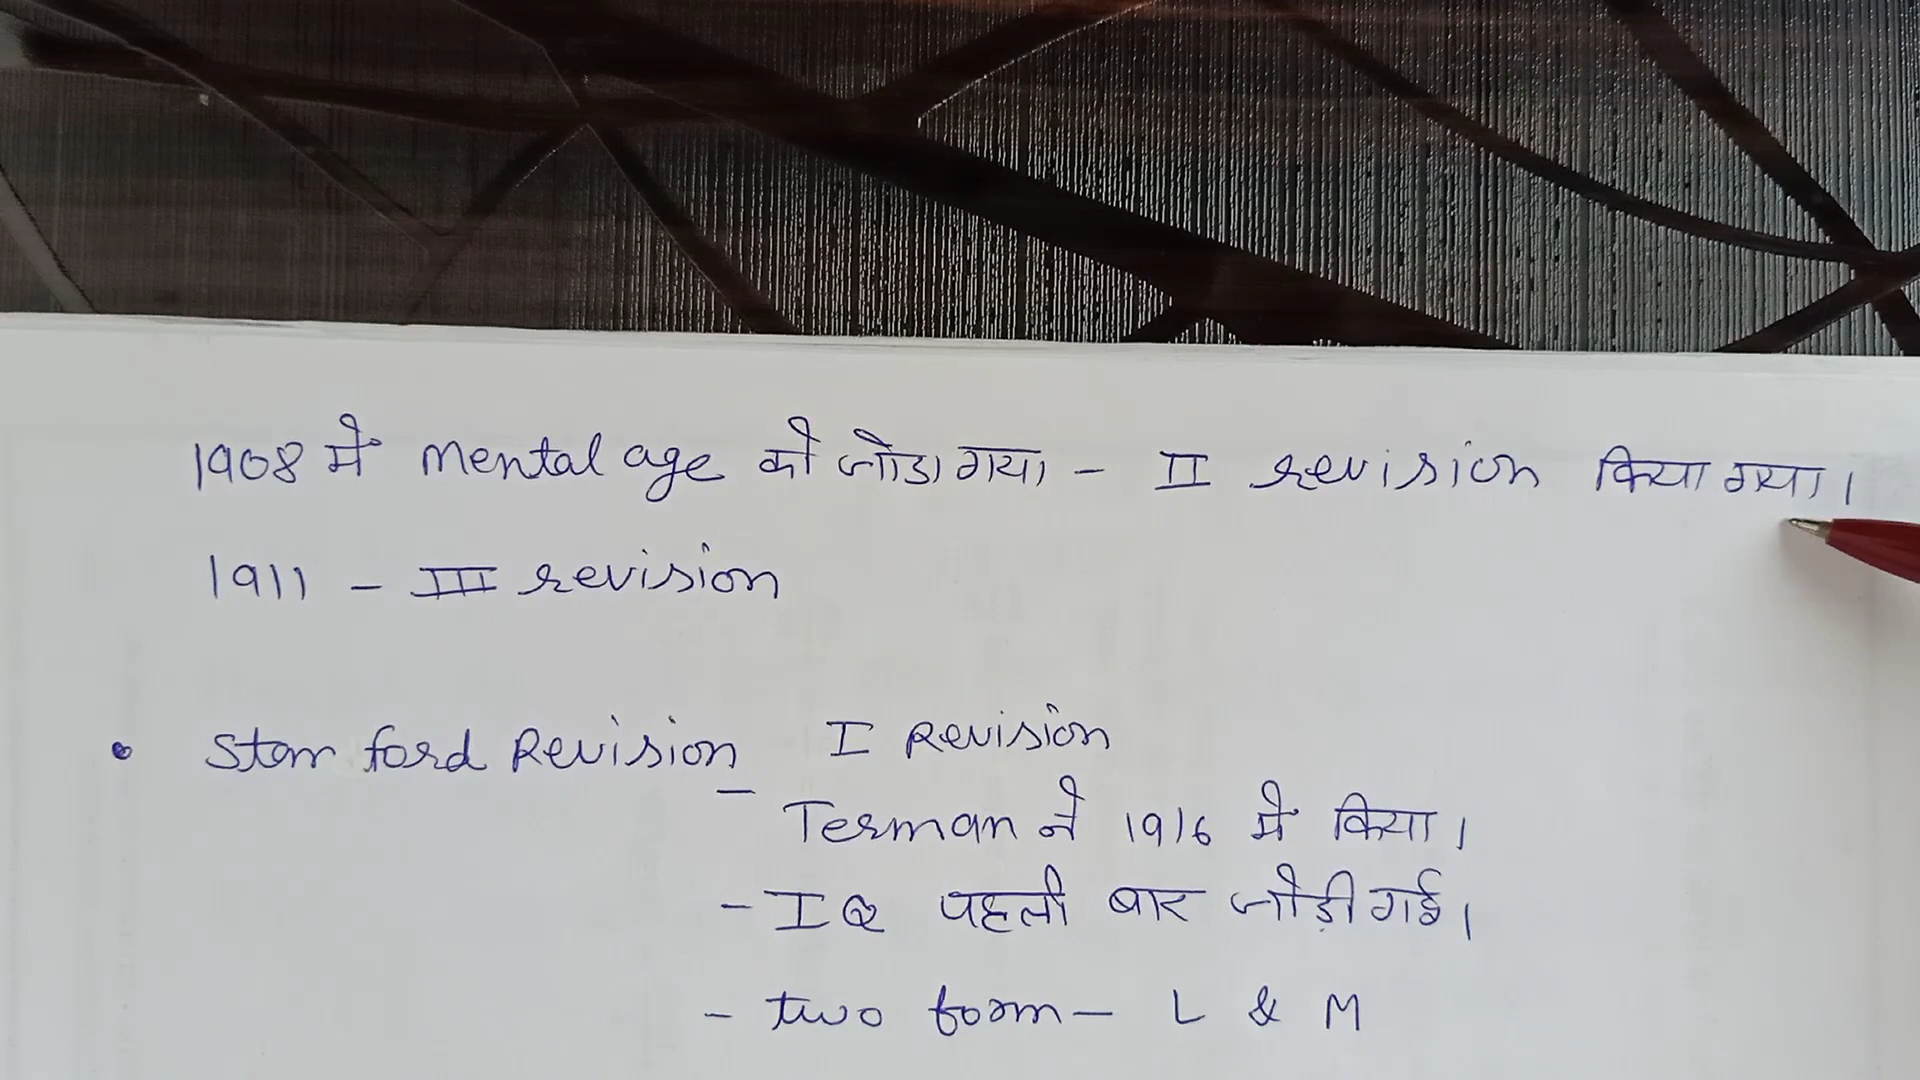 1908 में Mental age को जोडा गया - II revision किया गया।
1911 - III revision
• Stan ford Revision - I Revision
Terman ने 1916 में किया।
- IQ पहली बार जोड़ी गई।
- two form - L & M